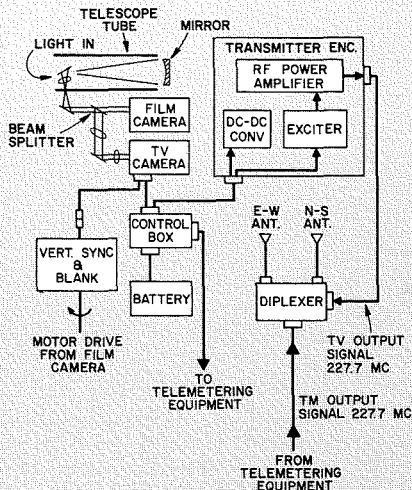 TELESCOPE
TUBE
MIRROR
LIGHT IN
BEAM
SPLITTER
FILM
CAMERA
TV
CAMERA
TRANSMITTER ENC.
RF POWER
AMPLIFIER
DC-DC
CONV
EXCITER
VERT. SYNC
&
BLANK
CONTROL
BOX
BATTERY
MOTOR DRIVE
FROM FILM
CAMERA
TO
TELEMETERING
EQUIPMENT
E-W
ANT.
N-S
ANT.
DIPLEXER
TV OUTPUT
SIGNAL
227.7 MC
TM OUTPUT
SIGNAL 227.7 MC
FROM
TELEMETERING
EQUIPMENT